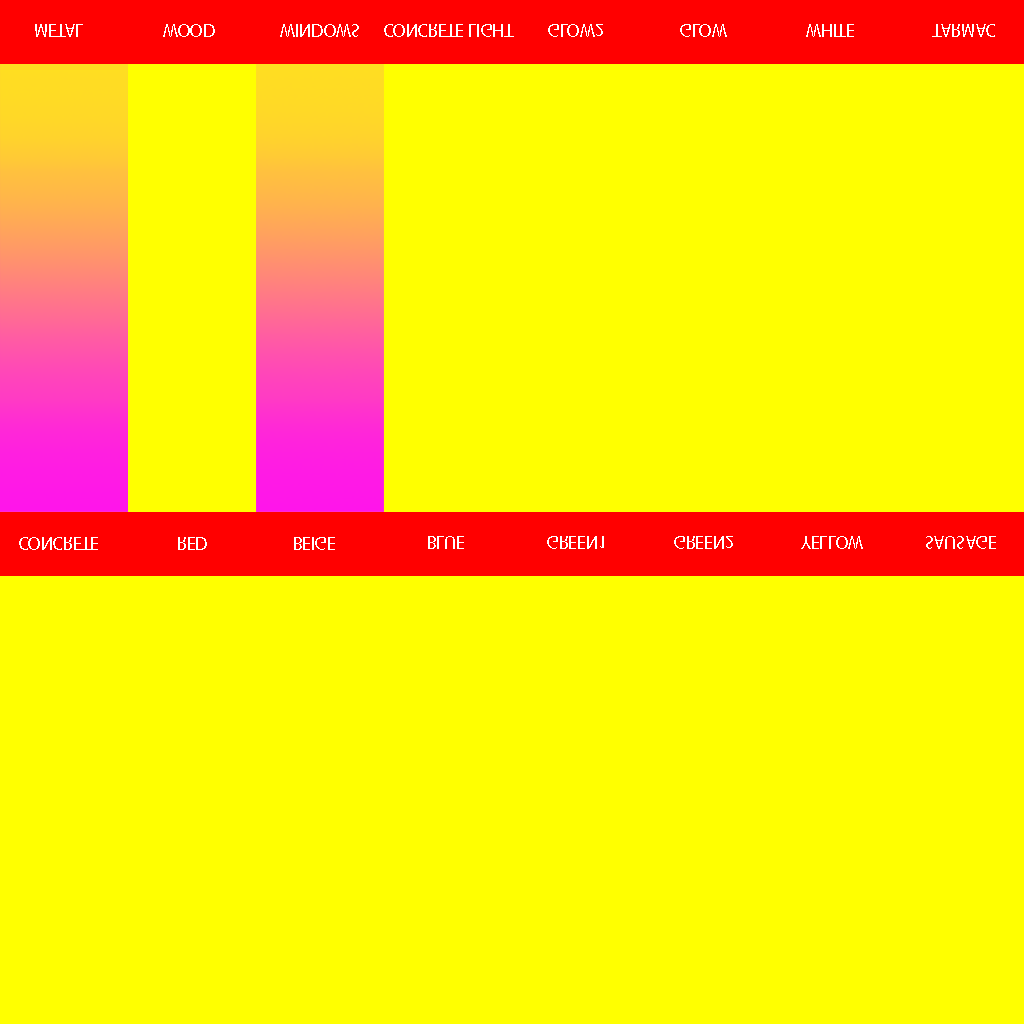 METAL WOOD WINDOWS CONCRETE LIGHT GLOW2 GLOW WHITE TARMAC
CONCRETE RED BEIGE BLUE GREEN1 GREEN2 YELLOW SAUSAGE